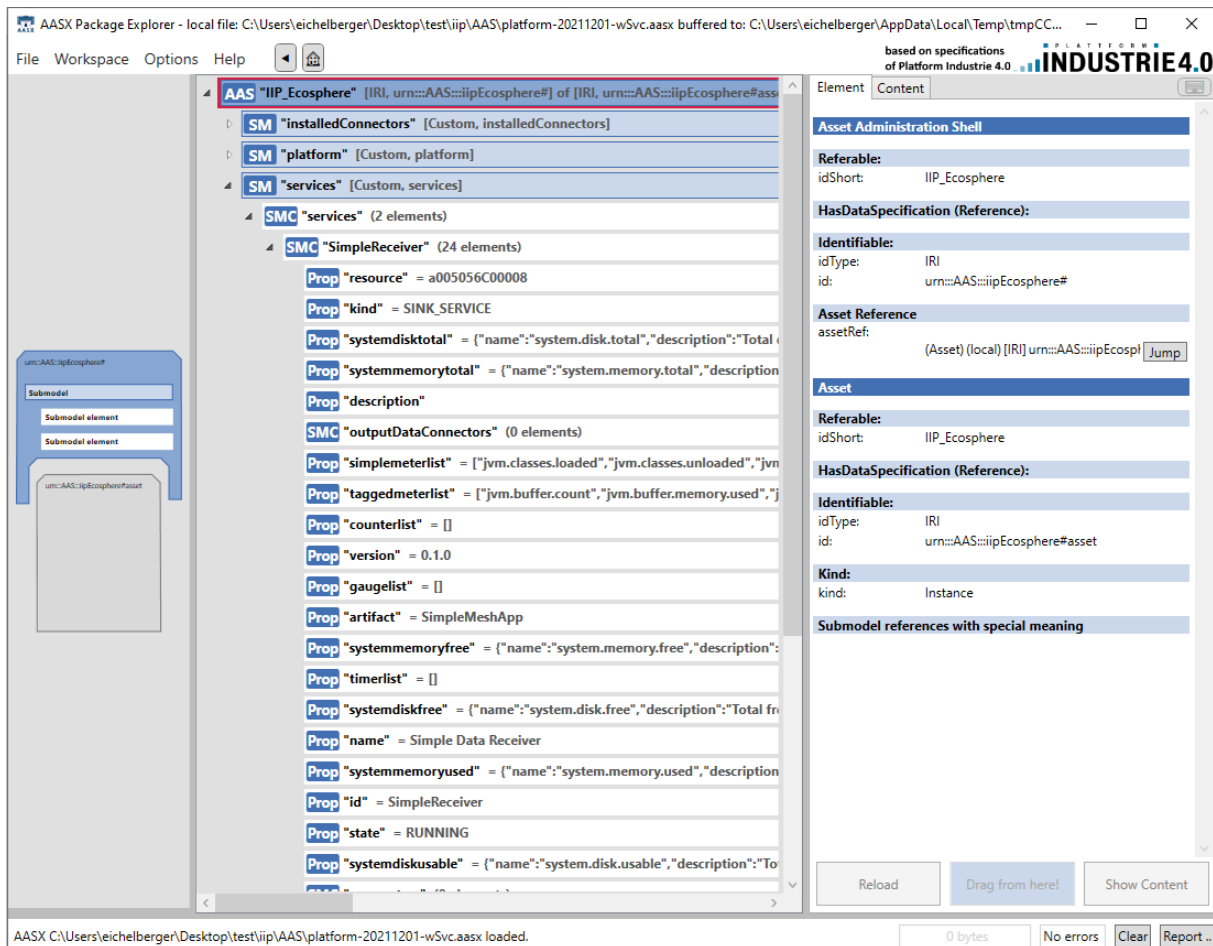 AASX Package Explorer - local file: C:\Users\eichelberger\Desktop\test\iip\AAS\platform-20211201-wSvc.aasx buffered to: C:\Users\eichelberger\AppData\Local\Temp\tmpCC...
File Workspace Options Help
based on specifications
of Platform Industrie 4.0
PLATTFORM
INDUSTRIE4.0
urn:::AAS:::iipEcosphere#
Submodel
Submodel element
Submodel element
urn:::AAS:::iipEcosphere#asset
AAS "IIP_Ecosphere" [IRI, urn:::AAS:::iipEcosphere#] of [IRI, urn:::AAS:::iipEcosphere#asse
SM "installedConnectors" [Custom, installedConnectors]
SM "platform" [Custom, platform]
SM "services" [Custom, services]
SMC "services" (2 elements)
SMC "SimpleReceiver" (24 elements)
Prop "resource" = a005056C00008
Prop "kind" = SINK_SERVICE
Prop "systemdisktotal" = {"name":"system.disk.total","description":"Total
Prop "systemmemorytotal" = {"name":"system.memory.total","description
Prop "description"
SMC "outputDataConnectors" (0 elements)
Prop "simplemeterlist" = ["jvm.classes.loaded","jvm.classes.unloaded","jvn
Prop "taggedmeterlist" = ["jvm.buffer.count","jvm.buffer.memory.used","j
Prop "counterlist" = []
Prop "version" = 0.1.0
Prop "gaugelist" = []
Prop "artifact" = SimpleMeshApp
Prop "systemmemoryfree" = {"name":"system.memory.free","description":
Prop "timerlist" = []
Prop "systemdiskfree" = {"name":"system.disk.free","description":"Total fr
Prop "name" = Simple Data Receiver
Prop "systemmemoryused" = {"name":"system.memory.used","description
Prop "id" = SimpleReceiver
Prop "state" = RUNNING
Prop "systemdiskusable" = {"name":"system.disk.usable","description":"To
Element Content
Asset Administration Shell
Referable:
idShort: IIP_Ecosphere
HasDataSpecification (Reference):
Identifiable:
idType: IRI
id: urn:::AAS:::iipEcosphere#
Asset Reference
assetRef:
(Asset) (local) [IRI] urn:::AAS:::iipEcosph Jump
Asset
Referable:
idShort: IIP_Ecosphere
HasDataSpecification (Reference):
Identifiable:
idType: IRI
id: urn:::AAS:::iipEcosphere#asset
Kind:
kind: Instance
Submodel references with special meaning
Reload Drag from here! Show Content
AASX C:\Users\eichelberger\Desktop\test\iip\AAS\platform-20211201-wSvc.aasx loaded.
0 bytes No errors Clear Report ..